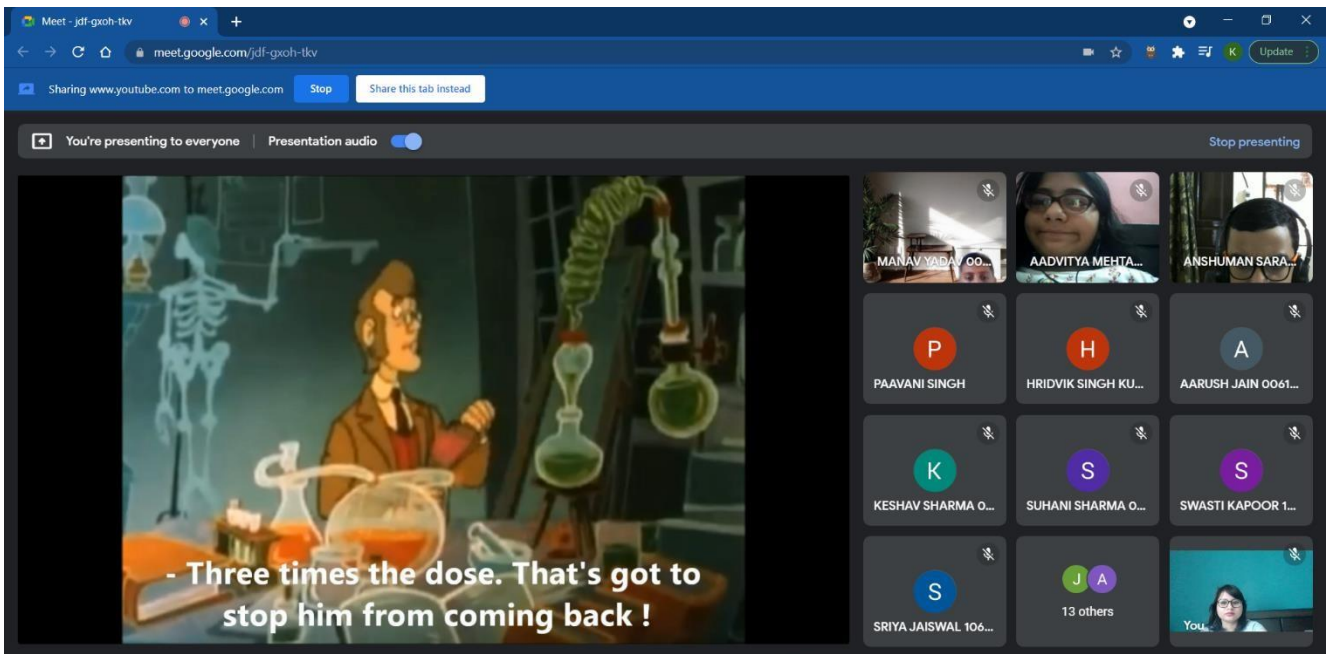 Meet - jdf-gxoh-tkv
meet.google.com/jdf-gxoh-tkv
K
Update
Sharing www.youtube.com to meet.google.com
Stop
Share this tab instead
You're presenting to everyone
Presentation audio
Stop presenting
- Three times the dose. That's got to
stop him from coming back !
MANAV YADAV 00...
AADVITYA MEHTA...
ANSHUMAN SARA...
P
H
A
PAAVANI SINGH
HRIDVIK SINGH KU...
AARUSH JAIN 0061...
K
S
S
KESHAV SHARMA 0...
SUHANI SHARMA 0...
SWASTI KAPOOR 1...
S
J A
SRIYA JAISWAL 106...
13 others
You